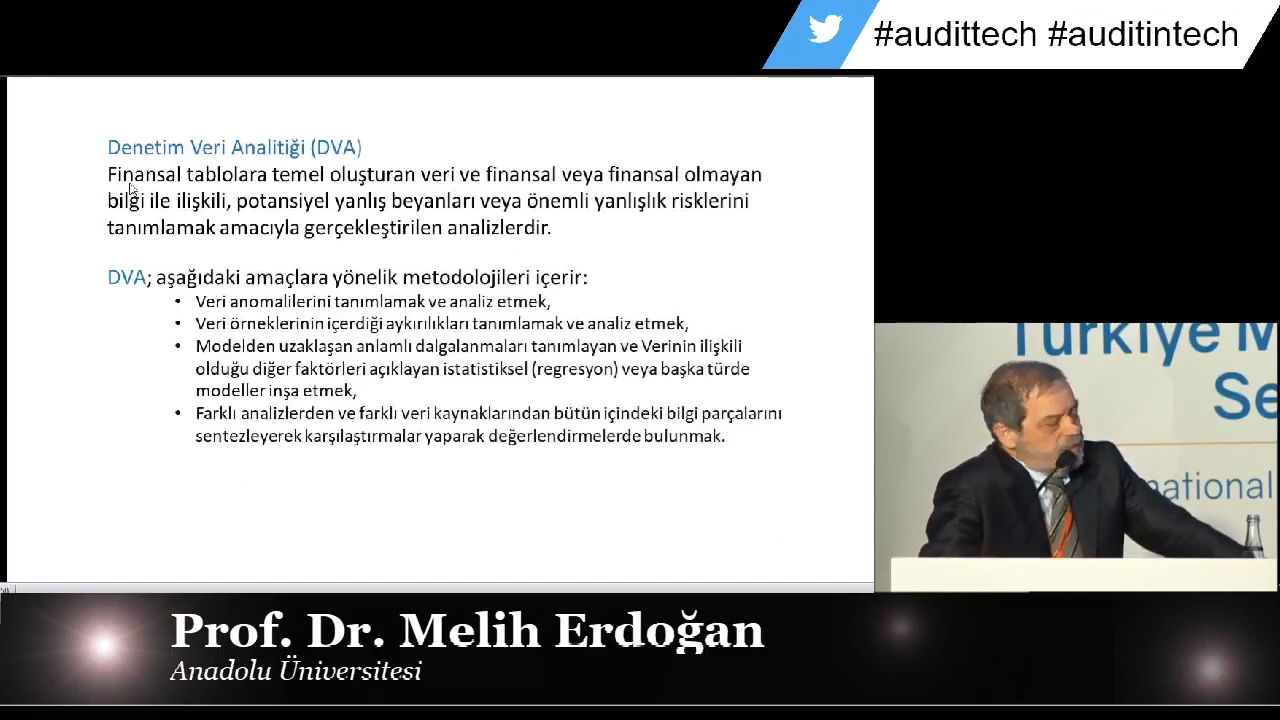 #audittech #auditintech
Denetim Veri Analitiği (DVA)
Finansal tablolara temel oluşturan veri ve finansal veya finansal olmayan
bilgi ile ilişkili, potansiyel yanlış beyanları veya önemli yanlışlık risklerini
tanımlamak amacıyla gerçekleştirilen analizlerdir.
DVA; aşağıdaki amaçlara yönelik metodolojileri içerir:
• Veri anomalilerini tanımlamak ve analiz etmek,
• Veri örneklerinin içerdiği aykırılıkları tanımlamak ve analiz etmek,
• Modelden uzaklaşan anlamlı dalgalanmaları tanımlayan ve Verinin ilişkili
olduğu diğer faktörleri açıklayan istatistiksel (regresyon) veya başka türde
modeller inşa etmek,
• Farklı analizlerden ve farklı veri kaynaklarından bütün içindeki bilgi parçalarını
sentezleyerek karşılaştırmalar yaparak değerlendirmelerde bulunmak.
Türkiye M
Se
national
Prof. Dr. Melih Erdoğan
Anadolu Üniversitesi